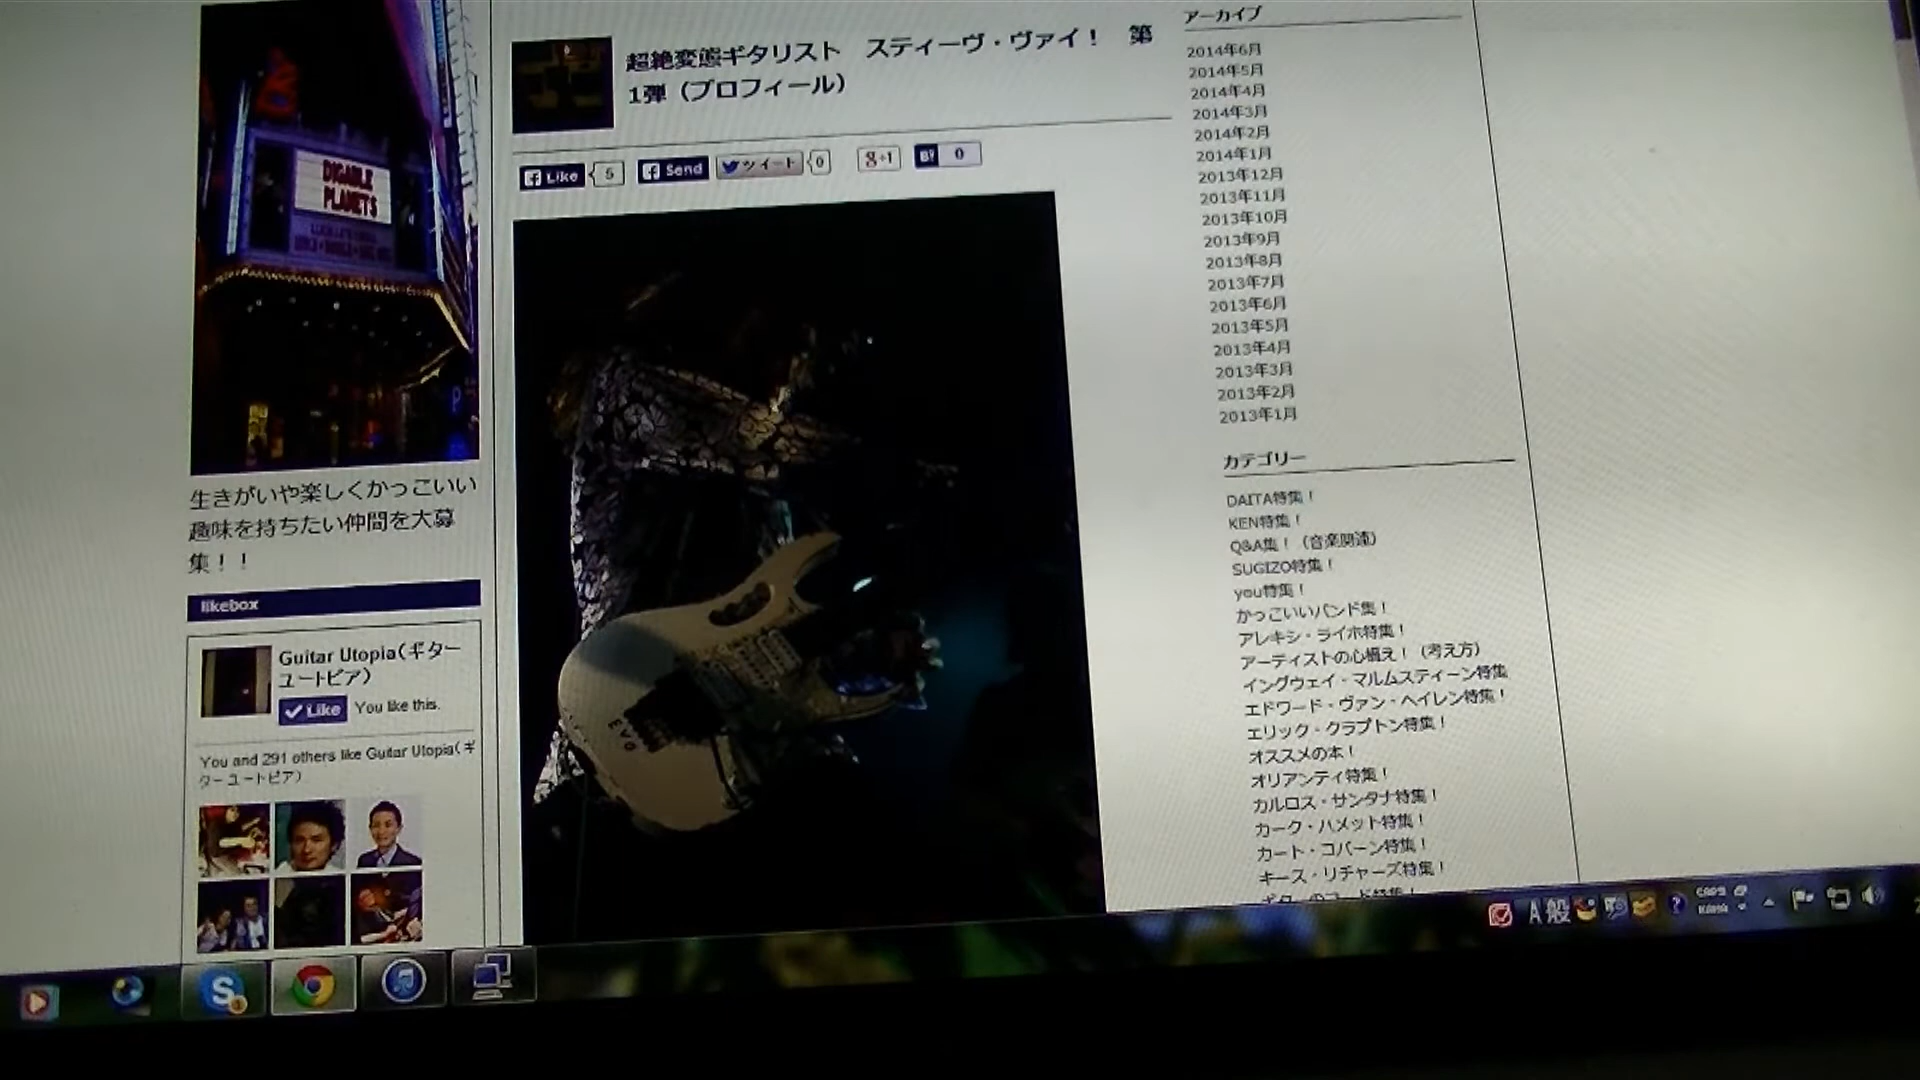 DIGABLE
PLANETS
生きがいや楽しくかっこいい
趣味を持ちたい仲間を大募
集！！
likebox
Guitar Utopia(ギター
ユートピア)
Like You like this.
You and 291 others like Guitar Utopia(ギ
ター ユートピア)
超絶変態ギタリスト　スティーヴ・ヴァイ！　第
1弾（プロフィール）
Like 5 Send ツイート 0 g+1 B! 0
EVO
アーカイブ
2014年6月
2014年5月
2014年4月
2014年3月
2014年2月
2014年1月
2013年12月
2013年11月
2013年10月
2013年9月
2013年8月
2013年7月
2013年6月
2013年5月
2013年4月
2013年3月
2013年2月
2013年1月
カテゴリー
DAITA特集！
KEN特集！
Q&A集！（音楽関連）
SUGIZO特集！
you特集！
かっこいいバンド集！
アレキシ・ライホ特集！
アーティストの心構え！（考え方）
イングウェイ・マルムスティーン特集
エドワード・ヴァン・ヘイレン特集！
エリック・クラプトン特集！
オススメの本！
オリアンティ特集！
カルロス・サンタナ特集！
カーク・ハメット特集！
カート・コバーン特集！
キース・リチャーズ特集！
A 般 CAPS
KANA